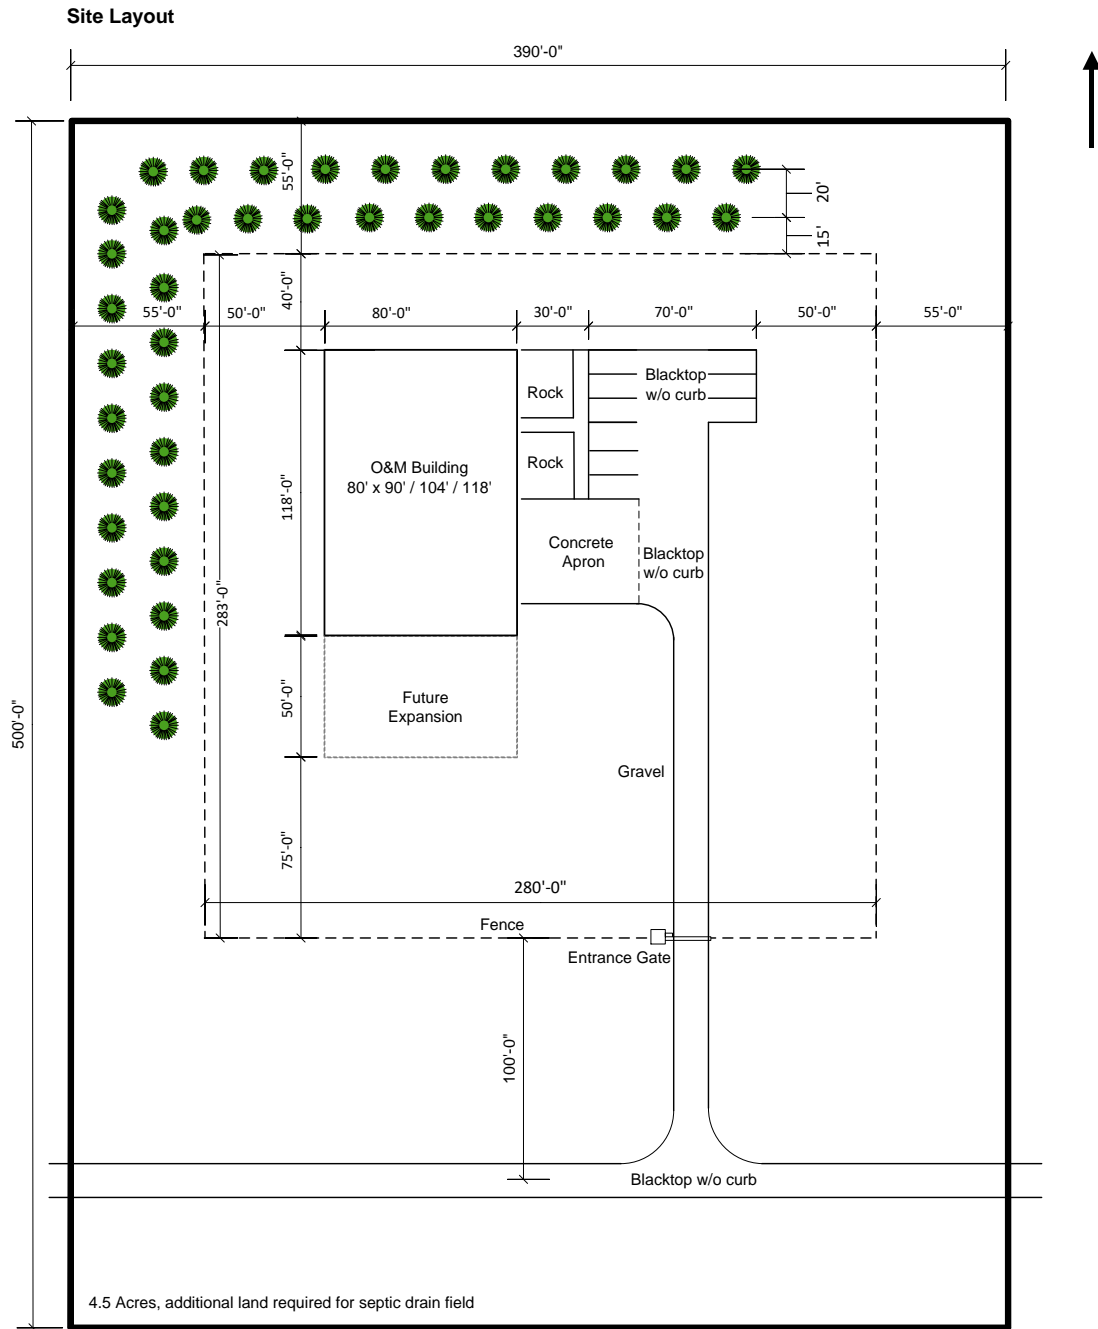 Site Layout
390'-0"
55'-0"
20'
15'
40'-0"
55'-0"
50'-0"
80'-0"
30'-0"
70'-0"
50'-0"
55'-0"
Rock
Blacktop
w/o curb
Rock
O&M Building
80' x 90' / 104' / 118'
118'-0"
Concrete
Apron
Blacktop
w/o curb
283'-0"
50'-0"
Future
Expansion
500'-0"
Gravel
75'-0"
280'-0"
Fence
Entrance Gate
100'-0"
Blacktop w/o curb
4.5 Acres, additional land required for septic drain field